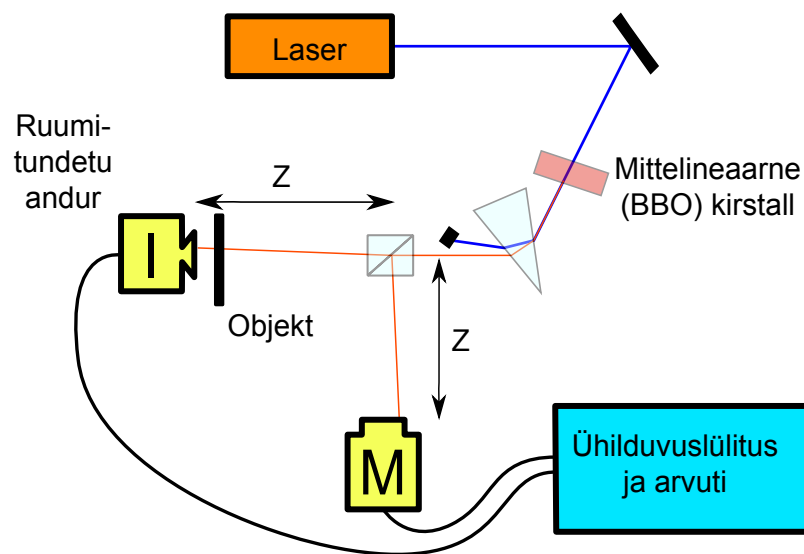 Laser
Ruumi-
tundetu
andur
Z
Mittelineaarne
(BBO) kirstall
I
Objekt
Z
M
Ühilduvuslülitus
ja arvuti